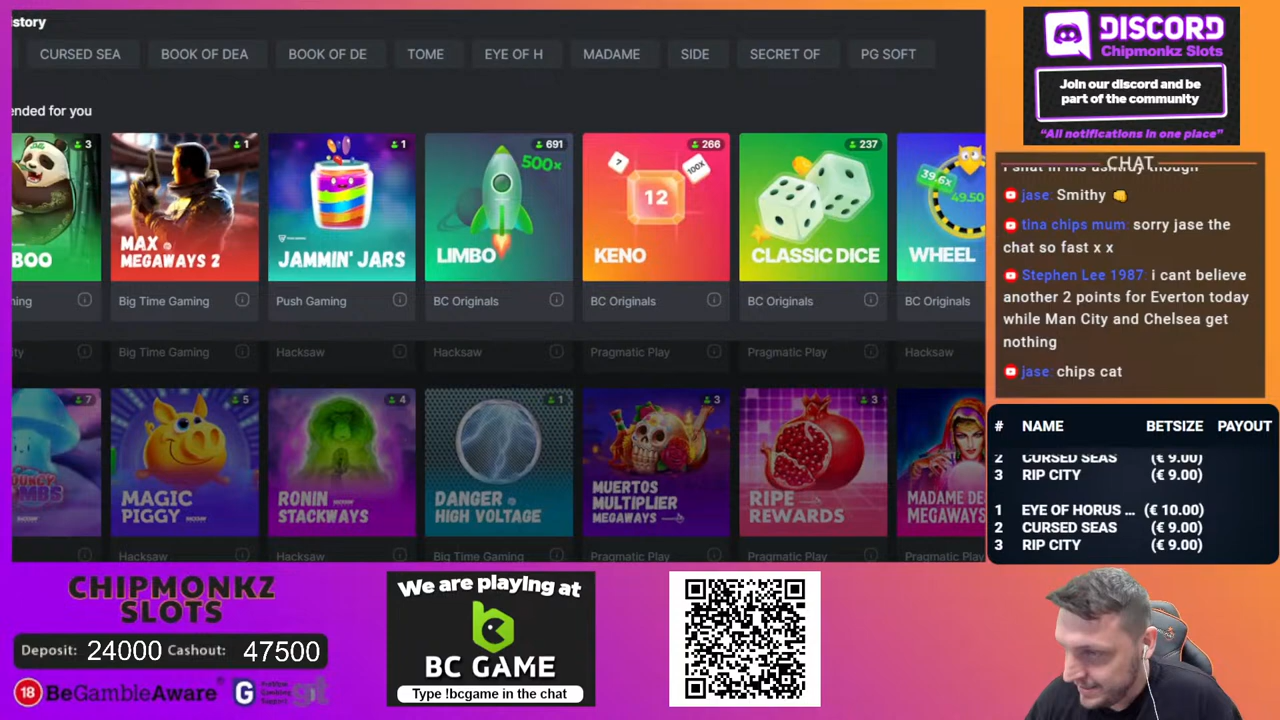 story
CURSED SEA
BOOK OF DEA
BOOK OF DE
TOME
EYE OF H
MADAME
SIDE
SECRET OF
PG SOFT
ended for you
3
1
1
691
266
237
BOO
MAX
MEGAWAYS 2
JAMMIN' JARS
500×
LIMBO
7
100X
12
KENO
CLASSIC DICE
39.6x
49.50
WHEEL
Big Time Gaming
Push Gaming
BC Originals
BC Originals
BC Originals
BC Originals
Big Time Gaming
Hacksaw
Hacksaw
Pragmatic Play
Pragmatic Play
Hacksaw
7
5
4
1
3
3
MAGIC
PIGGY
RONIN
STACKWAYS
DANGER
HIGH VOLTAGE
MUERTOS
MULTIPLIER
MEGAWAYS
RIPE
REWARDS
MADAME DE
MEGAWAYS
Hacksaw
Hacksaw
Big Time Gaming
Pragmatic Play
Pragmatic Play
Pragmatic Pl
DISCORD
Chipmonkz Slots
Join our discord and be
part of the community
"All notifications in one place"
CHAT
jase: Smithy
tina chips mum: sorry jase the
chat so fast x x
Stephen Lee 1987: i cant believe
another 2 points for Everton today
while Man City and Chelsea get
nothing
jase: chips cat
# NAME BETSIZE PAYOUT
2 CURSED SEAS (€ 9.00)
3 RIP CITY (€ 9.00)
1 EYE OF HORUS ... (€ 10.00)
2 CURSED SEAS (€ 9.00)
3 RIP CITY (€ 9.00)
CHIPMONKZ
SLOTS
Deposit: 24000 Cashout: 47500
18 BeGambleAware
We are playing at
BC GAME
Type !bcgame in the chat